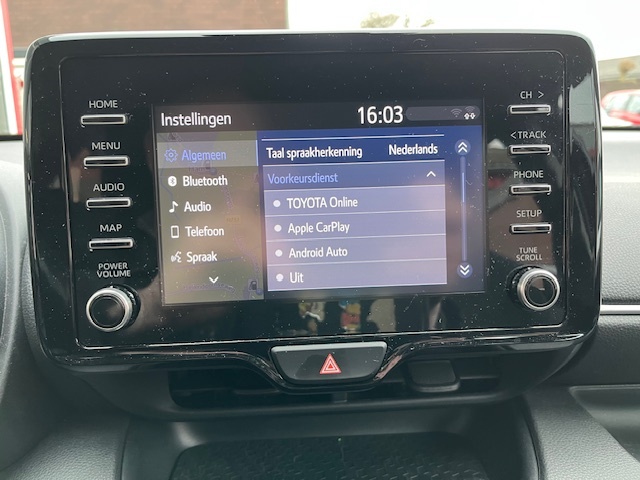 HOME
MENU
AUDIO
MAP
POWER
VOLUME
Instellingen
16:03
Algemeen
Bluetooth
Audio
Telefoon
Spraak
Taal spraakherkenning Nederlands
Voorkeursdienst
TOYOTA Online
Apple CarPlay
Android Auto
Uit
CH >
< TRACK
PHONE
SETUP
TUNE
SCROLL